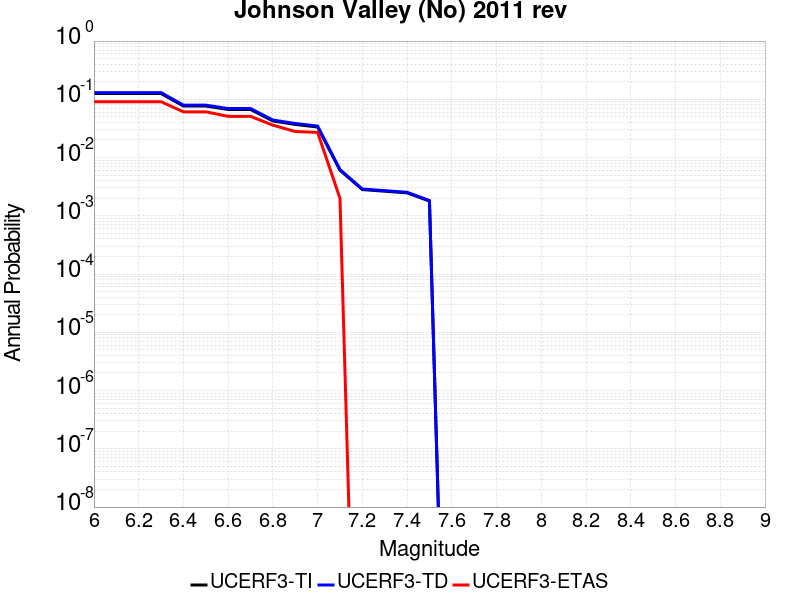 Johnson Valley (No) 2011 rev
10^0
10^-1
10^-2
10^-3
10^-4
10^-5
10^-6
10^-7
10^-8
Annual Probability
6 6.2 6.4 6.6 6.8 7 7.2 7.4 7.6 7.8 8 8.2 8.4 8.6 8.8 9
Magnitude
UCERF3-TI UCERF3-TD UCERF3-ETAS